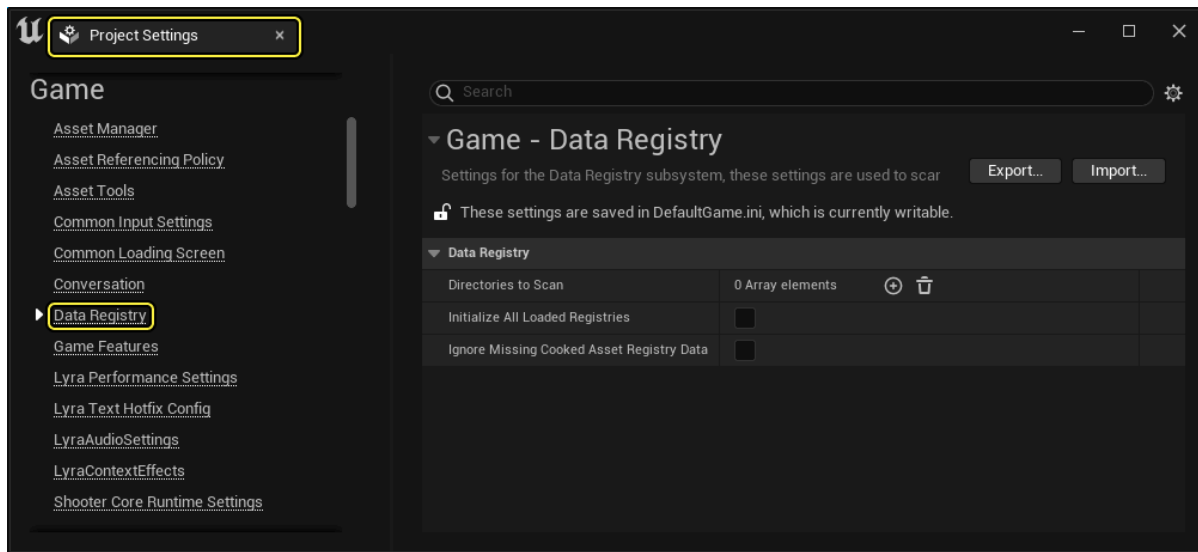 Project Settings
Game
Asset Manager
Asset Referencing Policy
Asset Tools
Common Input Settings
Common Loading Screen
Conversation
Data Registry
Game Features
Lyra Performance Settings
Lyra Text Hotfix Config
LyraAudioSettings
LyraContextEffects
Shooter Core Runtime Settings
Search
Game - Data Registry
Settings for the Data Registry subsystem, these settings are used to scar
Export...
Import...
These settings are saved in DefaultGame.ini, which is currently writable.
Data Registry
Directories to Scan
0 Array elements
Initialize All Loaded Registries
Ignore Missing Cooked Asset Registry Data